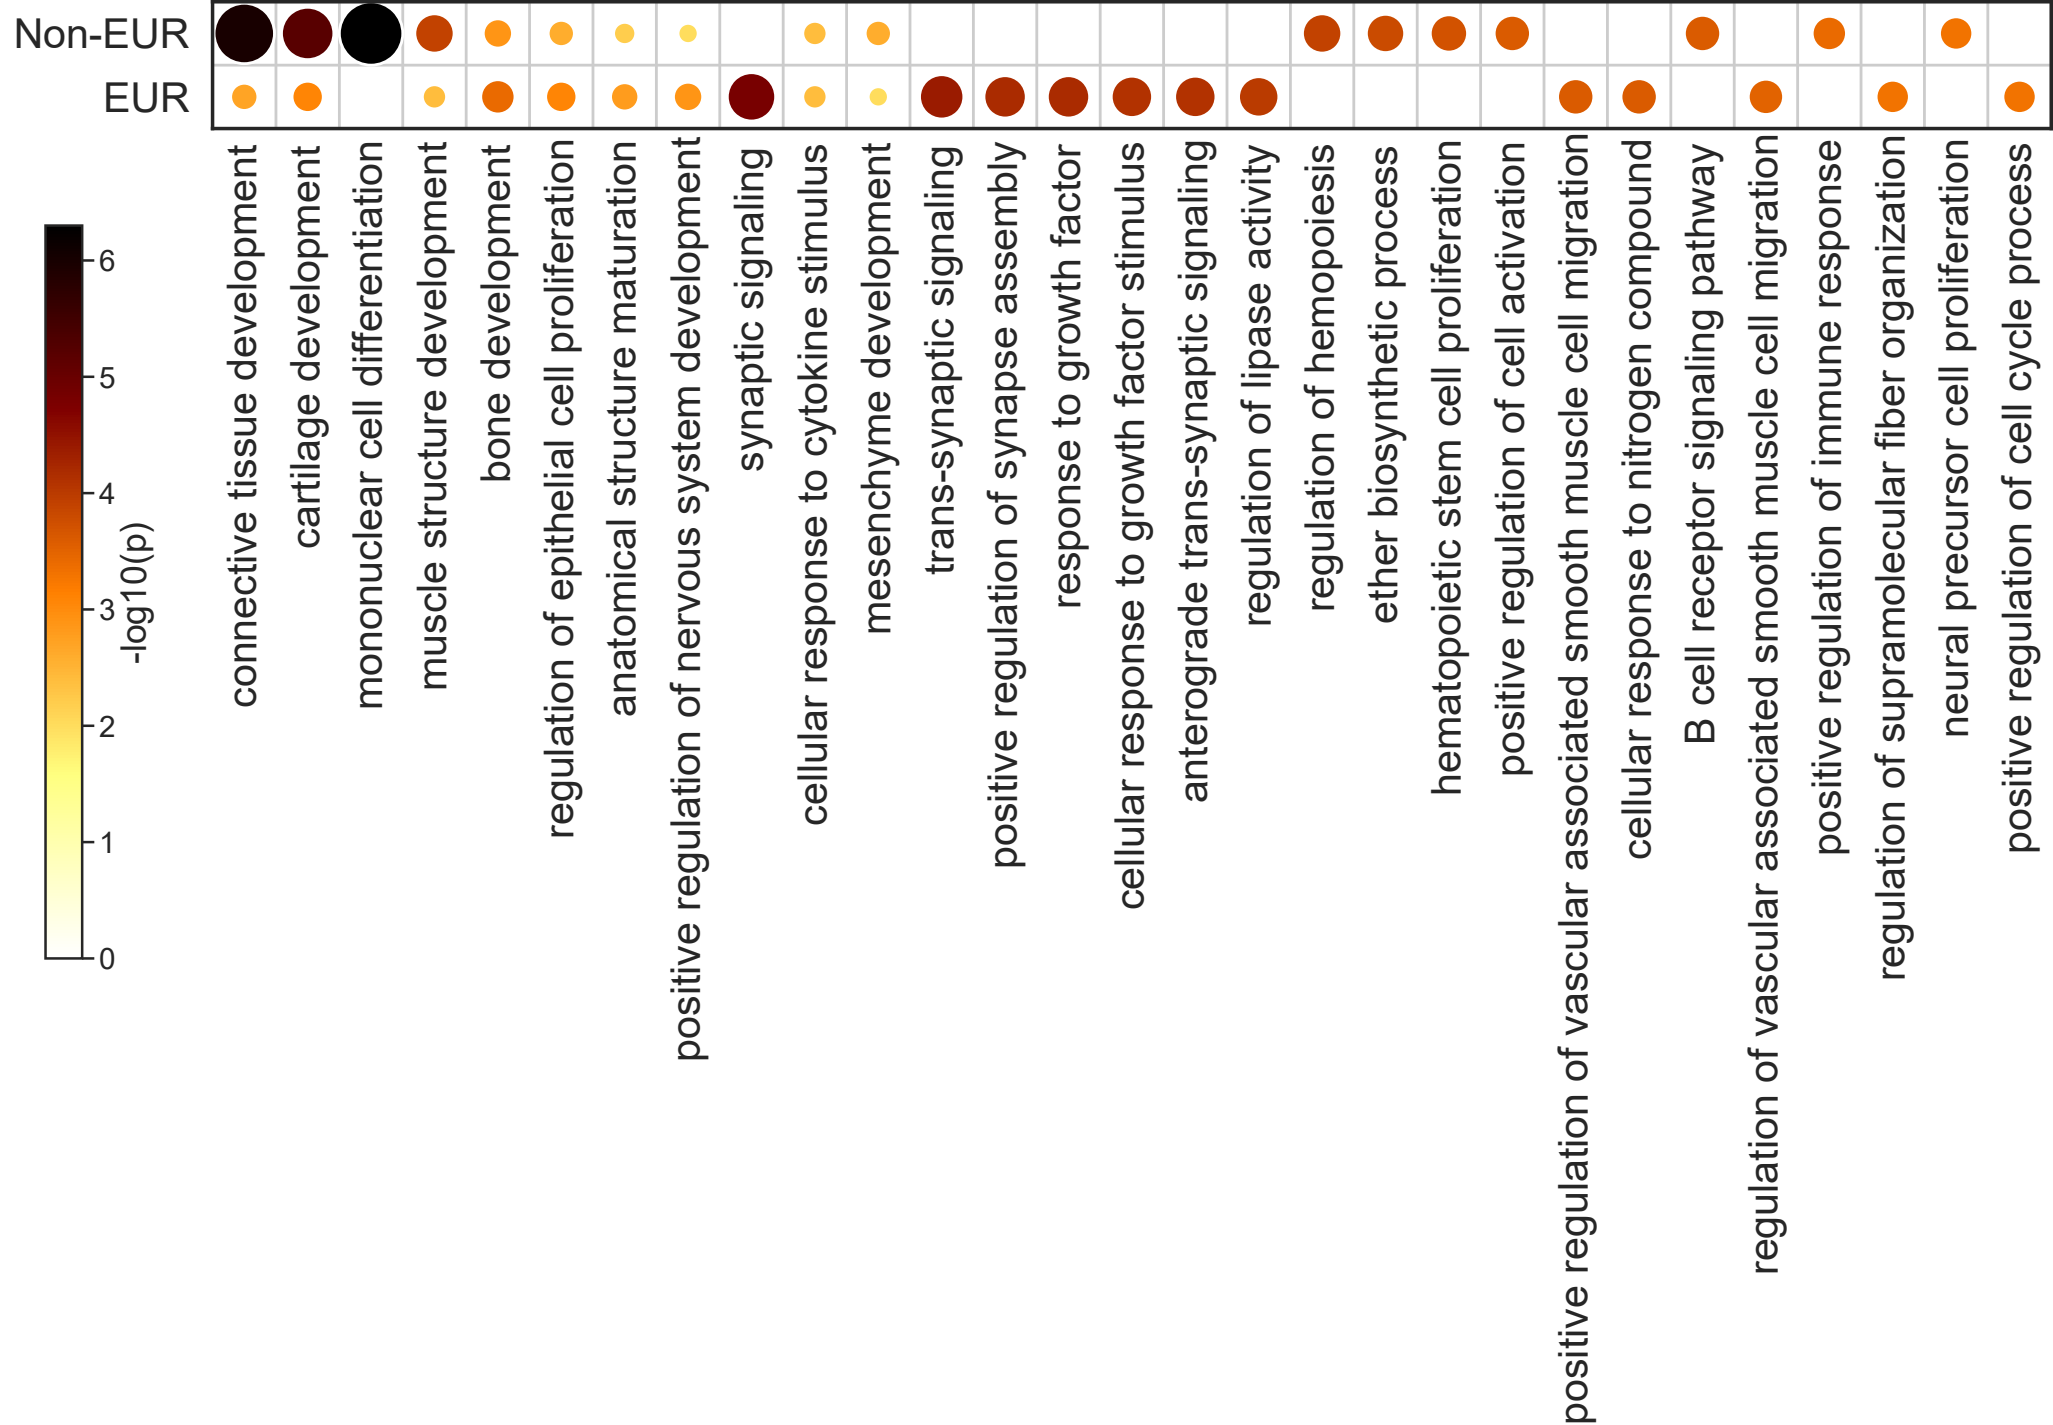 Non-EUR
EUR
connective tissue development
cartilage development
mononuclear cell differentiation
muscle structure development
bone development
regulation of epithelial cell proliferation
anatomical structure maturation
positive regulation of nervous system development
synaptic signaling
cellular response to cytokine stimulus
mesenchyme development
trans-synaptic signaling
positive regulation of synapse assembly
response to growth factor
cellular response to growth factor stimulus
anterograde trans-synaptic signaling
regulation of lipase activity
regulation of hemopoiesis
ether biosynthetic process
hematopoietic stem cell proliferation
positive regulation of cell activation
positive regulation of vascular associated smooth muscle cell migration
cellular response to nitrogen compound
B cell receptor signaling pathway
regulation of vascular associated smooth muscle cell migration
positive regulation of immune response
regulation of supramolecular fiber organization
neural precursor cell proliferation
positive regulation of cell cycle process
6
5
4
3
2
1
0
-log10(p)